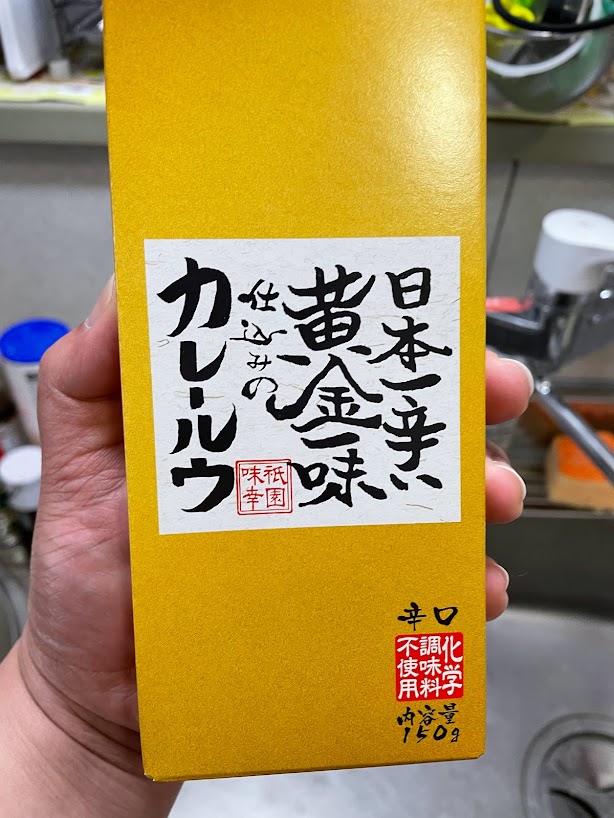 日本一辛い
黄金一味
仕込みの
カレールウ
祇園
味幸
辛口
化学
調味料
不使用
内容量
150g